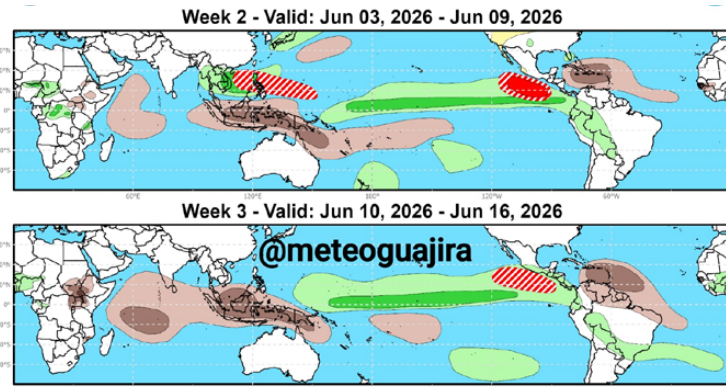 Week 2 - Valid: Jun 03, 2026 - Jun 09, 2026
60°E
120°E
180°
120°W
60°W
Week 3 - Valid: Jun 10, 2026 - Jun 16, 2026
@meteoguajira